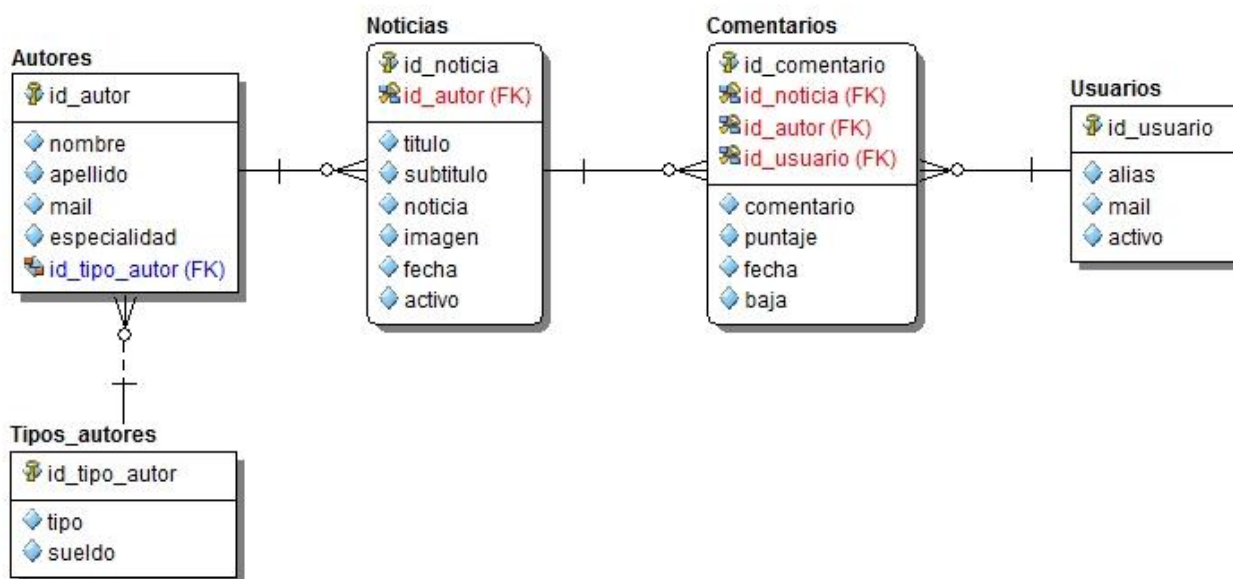 Autores
id_autor
nombre
apellido
mail
especialidad
id_tipo_autor (FK)
Noticias
id_noticia
id_autor (FK)
titulo
subtitulo
noticia
imagen
fecha
activo
Comentarios
id_comentario
id_noticia (FK)
id_autor (FK)
id_usuario (FK)
comentario
puntaje
fecha
baja
Usuarios
id_usuario
alias
mail
activo
Tipos_autores
id_tipo_autor
tipo
sueldo